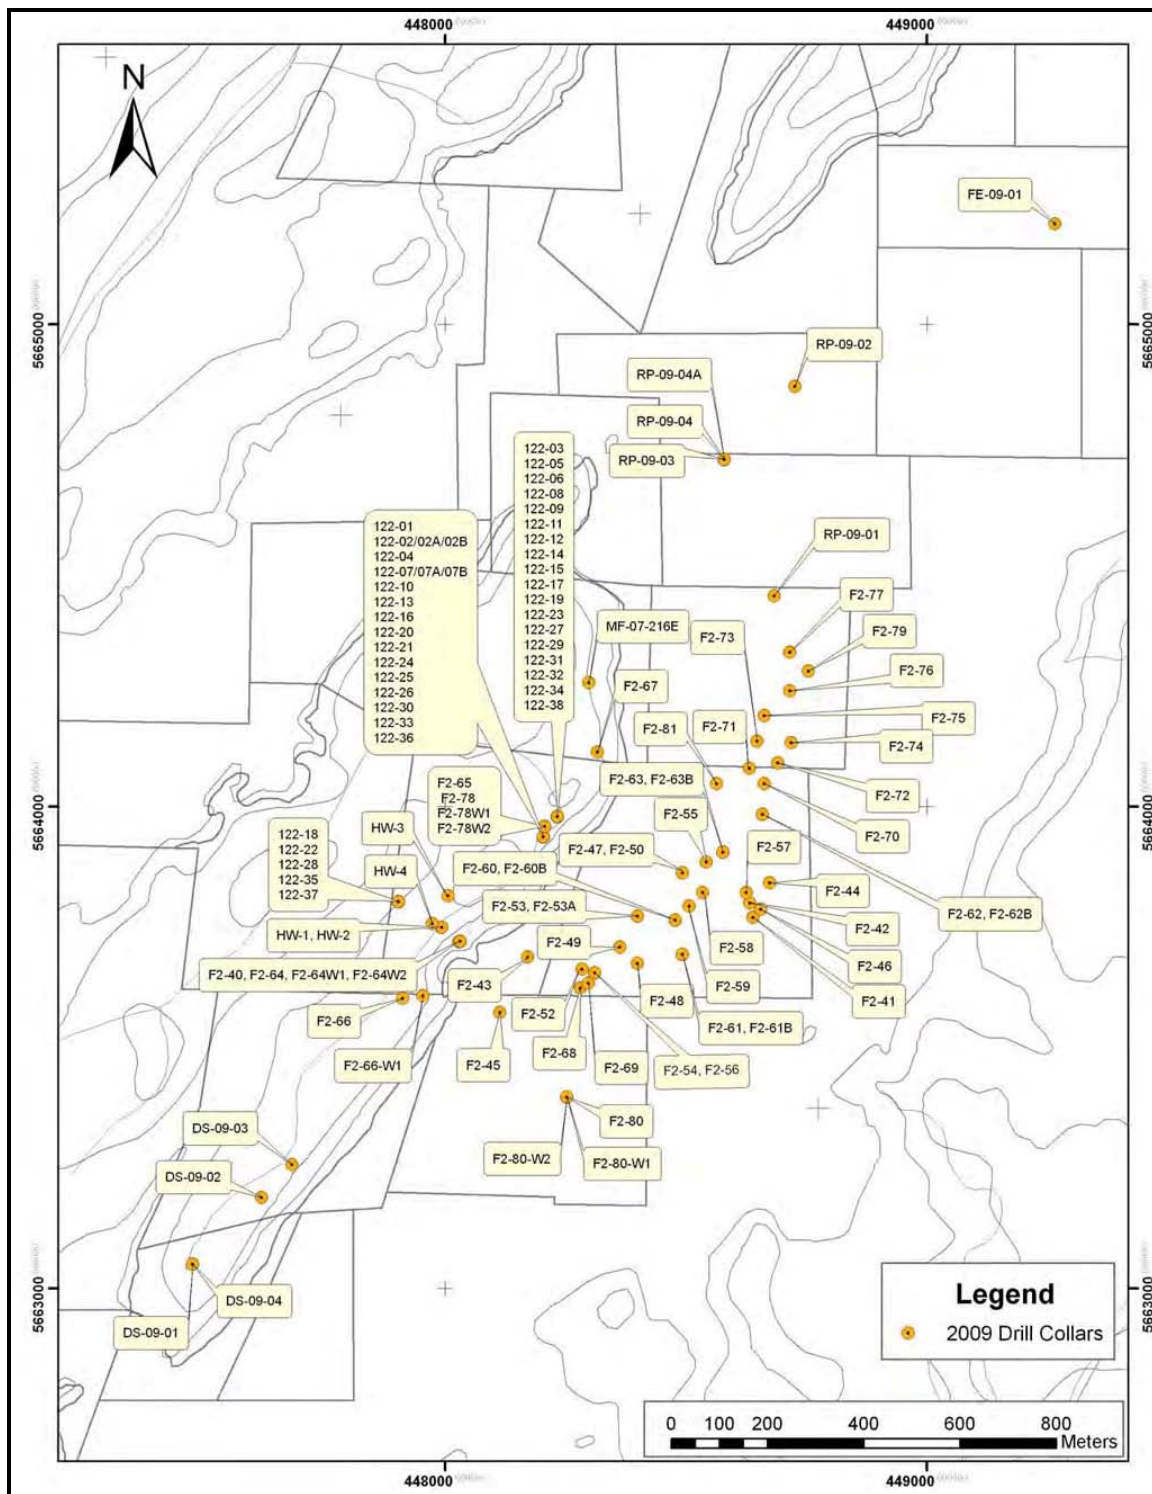 448000
449000
N
FE-09-01
5665000
5665000
RP-09-02
RP-09-04A
RP-09-04
RP-09-03
122-03
122-05
122-06
122-08
122-09
122-11
122-12
122-14
122-15
122-17
122-19
122-23
122-27
122-29
122-31
122-32
122-34
122-38
122-01
122-02/02A/02B
122-04
122-07/07A/07B
122-10
122-13
122-16
122-20
122-21
122-24
122-25
122-26
122-30
122-33
122-36
RP-09-01
F2-77
MF-07-216E
F2-73
F2-79
F2-76
F2-67
F2-75
F2-81
F2-71
F2-74
F2-63, F2-63B
F2-72
F2-65
F2-78
F2-78W1
F2-78W2
5664000
5664000
F2-55
F2-70
122-18
122-22
122-28
122-35
122-37
HW-3
F2-47, F2-50
F2-57
HW-4
F2-60, F2-60B
F2-44
F2-53, F2-53A
F2-62, F2-62B
F2-42
HW-1, HW-2
F2-49
F2-58
F2-46
F2-40, F2-64, F2-64W1, F2-64W2
F2-43
F2-48
F2-59
F2-41
F2-66
F2-52
F2-61, F2-61B
F2-66-W1
F2-45
F2-68
F2-69
F2-54, F2-56
F2-80
DS-09-03
F2-80-W2
F2-80-W1
DS-09-02
5663000
5663000
DS-09-04
DS-09-01
Legend
2009 Drill Collars
0 100 200 400 600 800
Meters
448000
449000